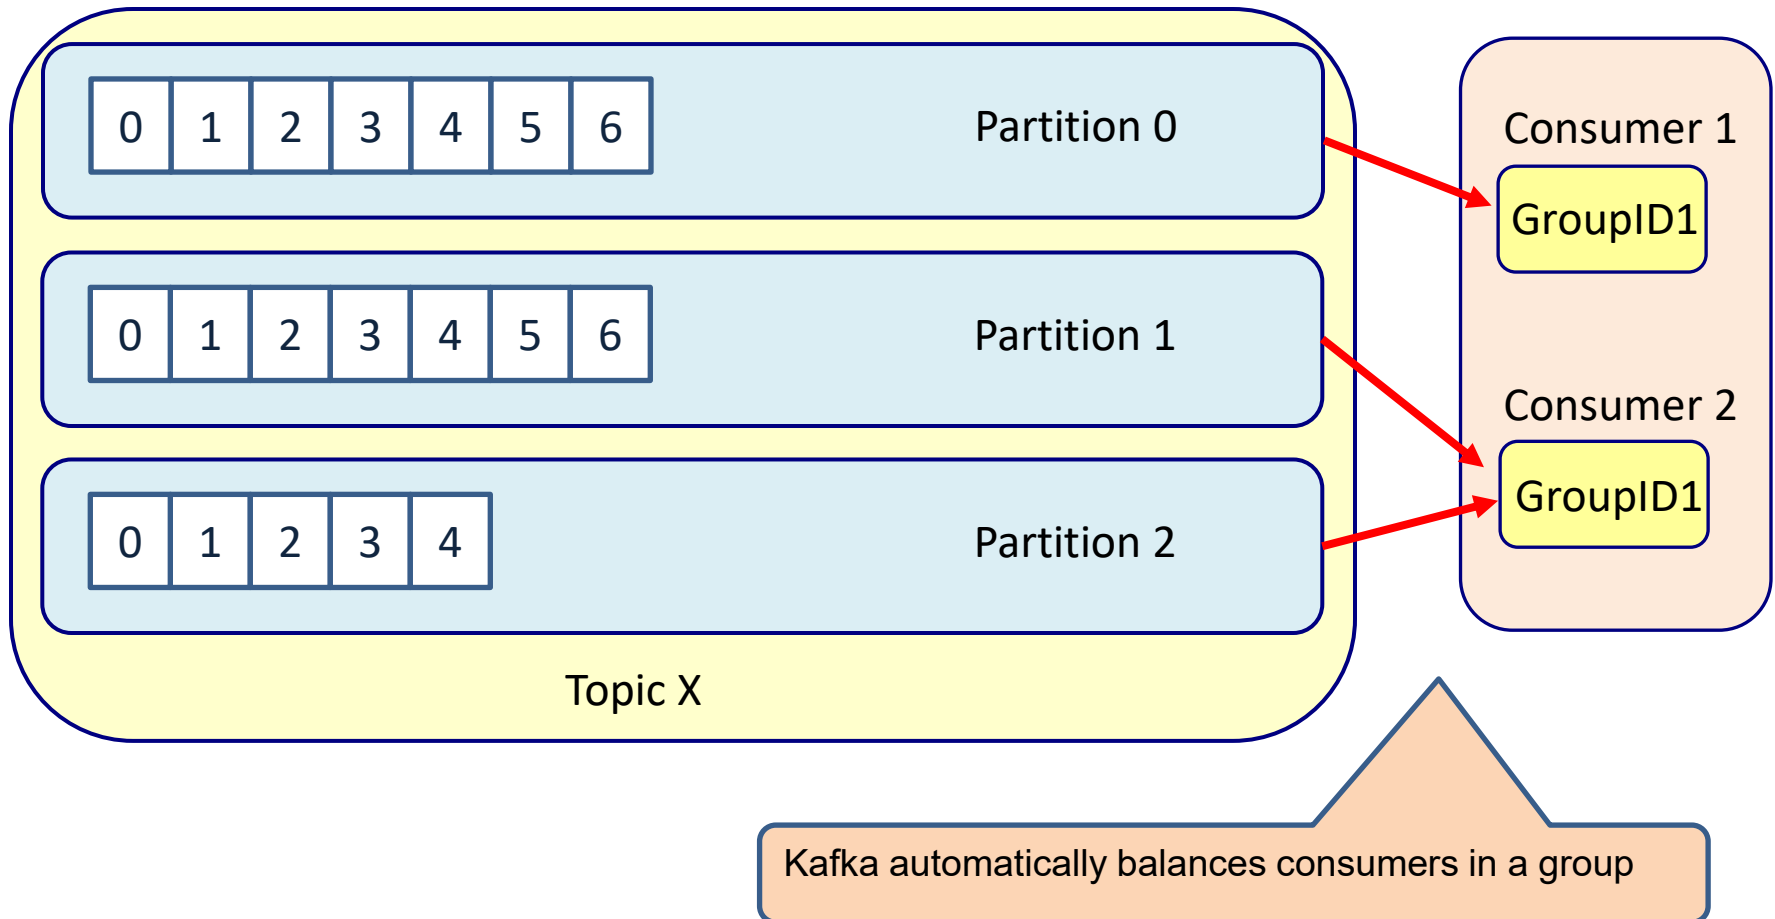 0 1 2 3 4 5 6 Partition 0
Consumer 1
GroupID1
0 1 2 3 4 5 6 Partition 1
Consumer 2
GroupID1
0 1 2 3 4 Partition 2
Topic X
Kafka automatically balances consumers in a group